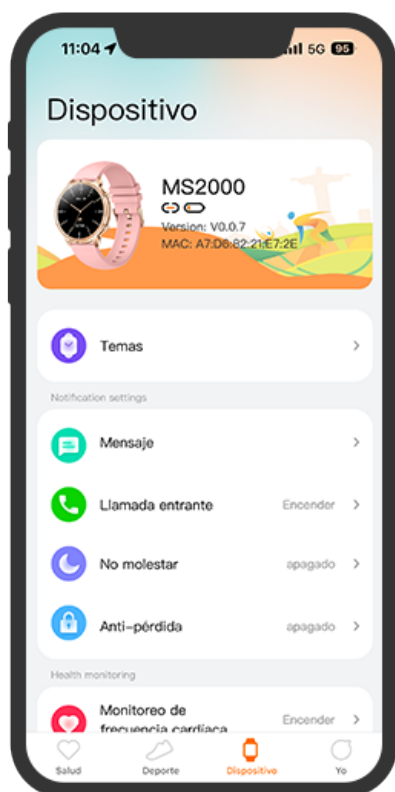 11:04
5G 95
Dispositivo
MS2000
Version: V0.0.7
MAC: A7:D6:82:21:E7:2E
Temas
Notification settings
Mensaje
Llamada entrante Encender
No molestar apagado
Anti-pérdida apagado
Health monitoring
Monitoreo de
frecuencia cardíaca Encender
Salud Deporte Dispositivo Yo